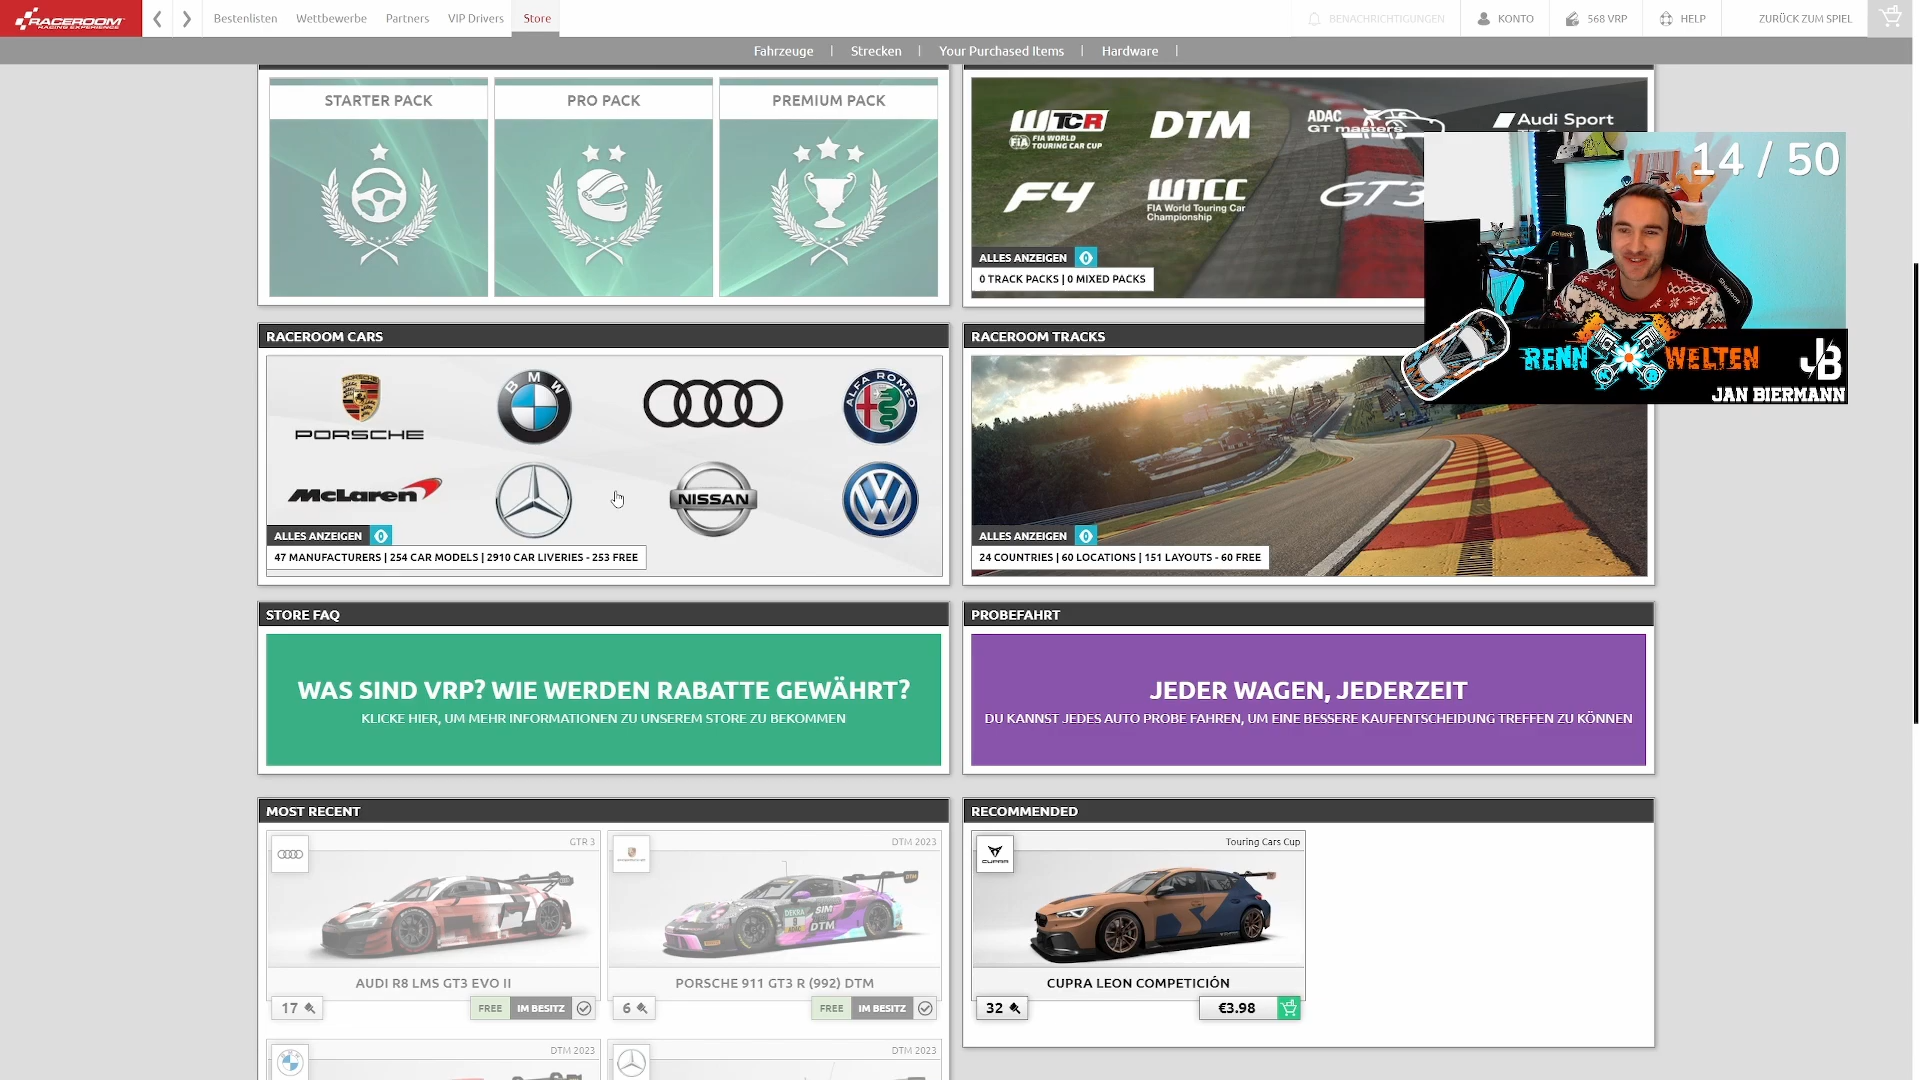 RACEROOM
RACING EXPERIENCE
Bestenlisten
Wettbewerbe
Partners
VIP Drivers
Store
BENACHRICHTIGUNGEN
KONTO
568 VRP
HELP
ZURÜCK ZUM SPIEL
Fahrzeuge | Strecken | Your Purchased Items | Hardware |
STARTER PACK
PRO PACK
PREMIUM PACK
WTCR
FIA WORLD
TOURING CAR CUP
DTM
ADAC
GT masters
Audi Sport
F4
WTCC
FIA World Touring Car
Championship
GT3
ALLES ANZEIGEN
0 TRACK PACKS | 0 MIXED PACKS
14 / 50
RENN WELTEN
JB
JAN BIERMANN
RACEROOM CARS
PORSCHE
BMW
ALFA ROMEO
McLaren
NISSAN
ALLES ANZEIGEN
47 MANUFACTURERS | 254 CAR MODELS | 2910 CAR LIVERIES - 253 FREE
RACEROOM TRACKS
ALLES ANZEIGEN
24 COUNTRIES | 60 LOCATIONS | 151 LAYOUTS - 60 FREE
STORE FAQ
WAS SIND VRP? WIE WERDEN RABATTE GEWÄHRT?
KLICKE HIER, UM MEHR INFORMATIONEN ZU UNSEREM STORE ZU BEKOMMEN
PROBEFAHRT
JEDER WAGEN, JEDERZEIT
DU KANNST JEDES AUTO PROBE FAHREN, UM EINE BESSERE KAUFENTSCHEIDUNG TREFFEN ZU KÖNNEN
MOST RECENT
GTR 3
AUDI R8 LMS GT3 EVO II
17
FREE
IM BESITZ
DTM 2023
PORSCHE 911 GT3 R (992) DTM
6
FREE
IM BESITZ
DTM 2023
DTM 2023
RECOMMENDED
CUPRA
Touring Cars Cup
CUPRA LEON COMPETICIÓN
32
€3.98